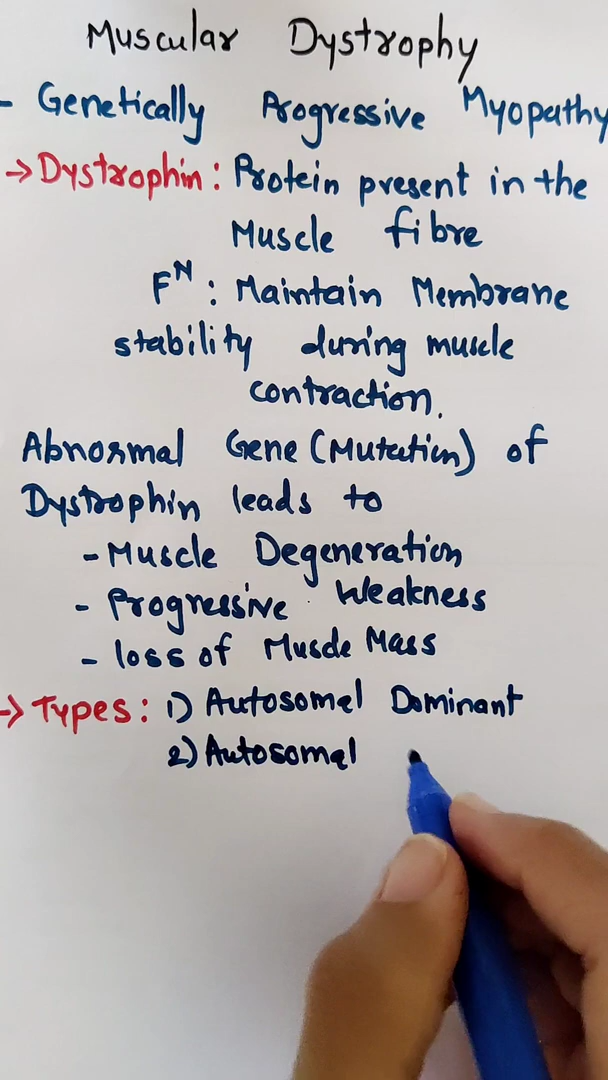 Muscular Dystrophy
- Genetically Progressive Myopathy
→ Dystrophin : Protein present in the
Muscle fibre
Fᴺ : Maintain Membrane
stability during muscle
contraction.
Abnormal Gene (Mutation) of
Dystrophin leads to
- Muscle Degeneration
- Progressive Weakness
- loss of Muscle Mass
→ Types : 1) Autosomal Dominant
2) Autosomal